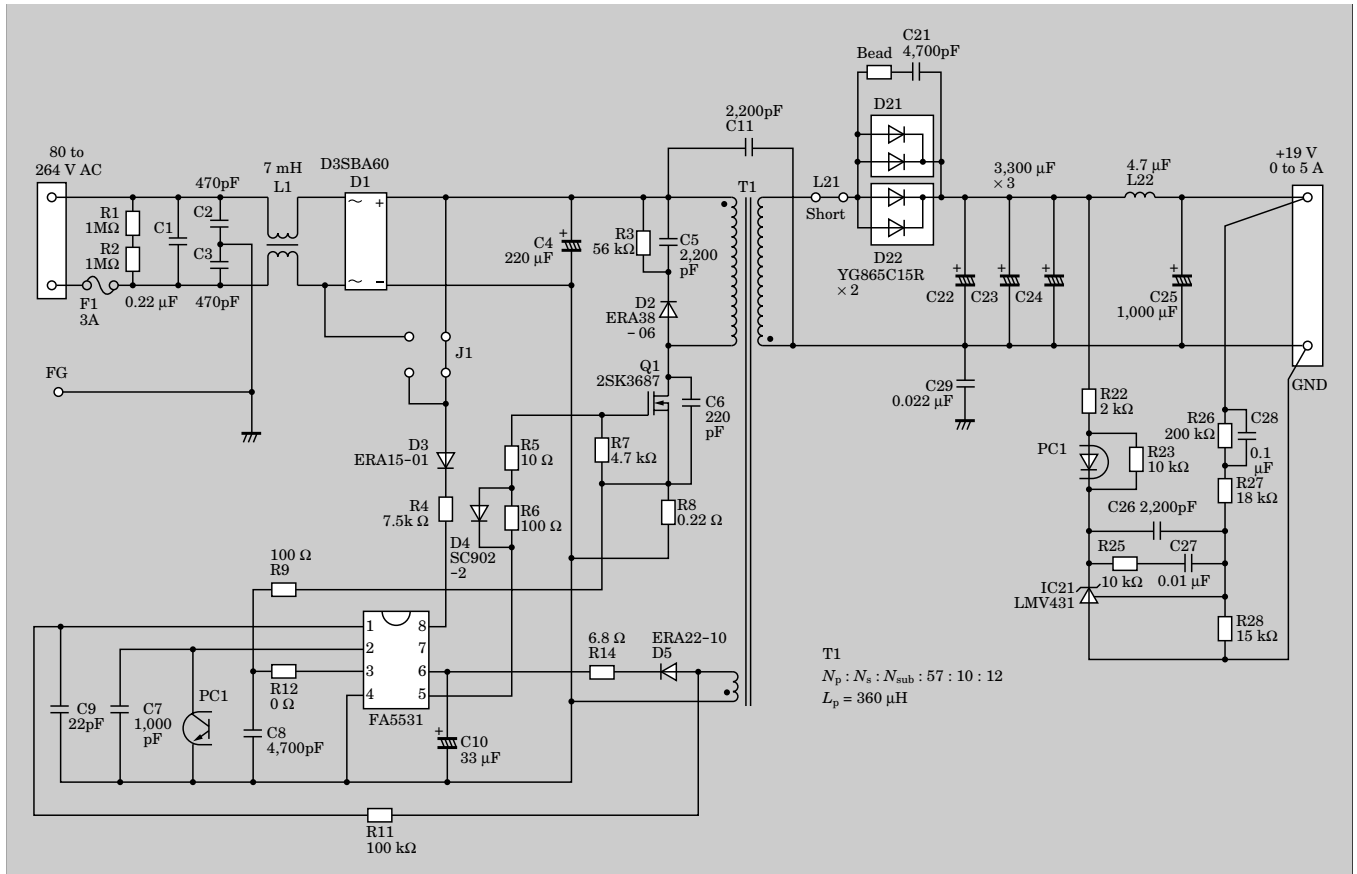 C21
4,700pF
Bead
D21
2,200pF
C11
80 to
264 V AC
470pF
7 mH
L1
D3SBA60
D1
T1
L21
Short
3,300 µF
× 3
4.7 µF
L22
+19 V
0 to 5 A
R1
1MΩ
R2
1MΩ
C1
C2
C3
~
+
~
−
F1
3A
0.22 µF
470pF
C4
220 µF
+
R3
56 kΩ
C5
2,200
pF
D22
YG865C15R
× 2
+
+
+
C22
C23
C24
+
C25
1,000 µF
D2
ERA38
−06
J1
FG
Q1
2SK3687
C6
220
pF
C29
0.022 µF
GND
R22
2 kΩ
R26
200 kΩ
C28
0.1
µF
D3
ERA15−01
R5
10 Ω
R7
4.7 kΩ
PC1
R23
10 kΩ
R27
18 kΩ
R4
7.5k Ω
R6
100 Ω
R8
0.22 Ω
C26 2,200pF
D4
SC902
−2
R25
10 kΩ
C27
0.01 µF
100 Ω
R9
IC21
LMV431
R28
15 kΩ
1
2
3
4
8
7
6
5
FA5531
6.8 Ω
R14
ERA22−10
D5
T1
Np : Ns : Nsub : 57 : 10 : 12
Lp = 360 µH
R12
0 Ω
PC1
C9
22pF
C7
1,000
pF
C8
4,700pF
+
C10
33 µF
R11
100 kΩ